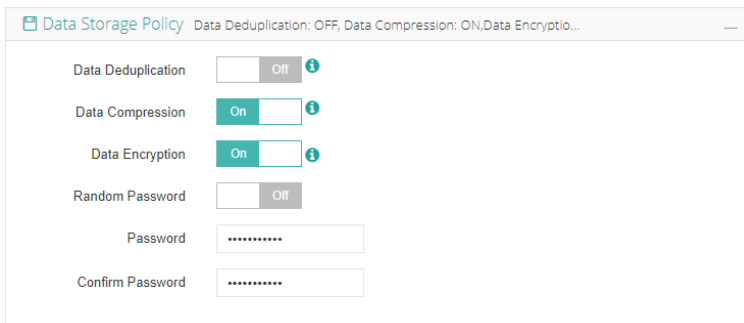 Data Storage Policy Data Deduplication: OFF, Data Compression: ON,Data Encryptio...
Data Deduplication Off
Data Compression On
Data Encryption On
Random Password Off
Password •••••••••••
Confirm Password •••••••••••